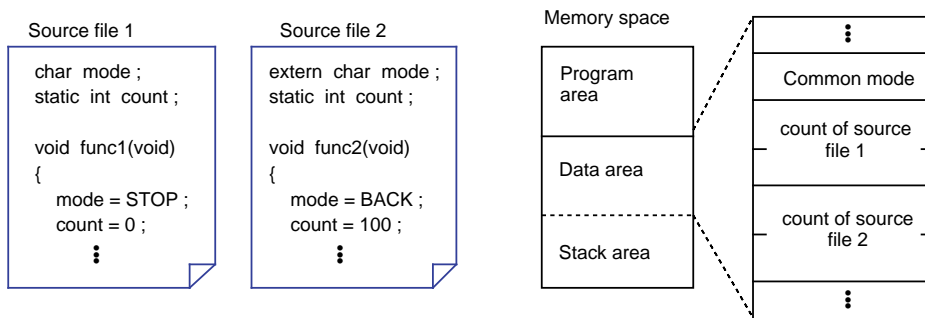 Source file 1
char mode ;
static int count ;
void func1(void)
{
mode = STOP ;
count = 0 ;
Source file 2
extern char mode ;
static int count ;
void func2(void)
{
mode = BACK ;
count = 100 ;
Memory space
Program
area
Data area
Stack area
Common mode
count of source
file 1
count of source
file 2